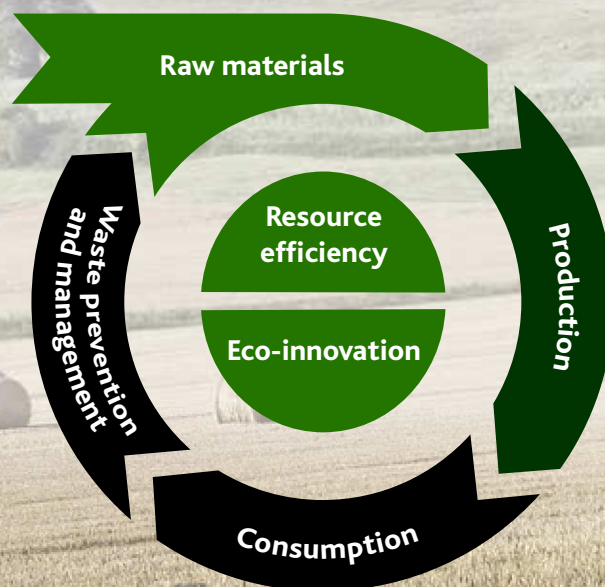 Raw materials
Production
Consumption
Waste prevention
and management
Resource
efficiency
Eco-innovation